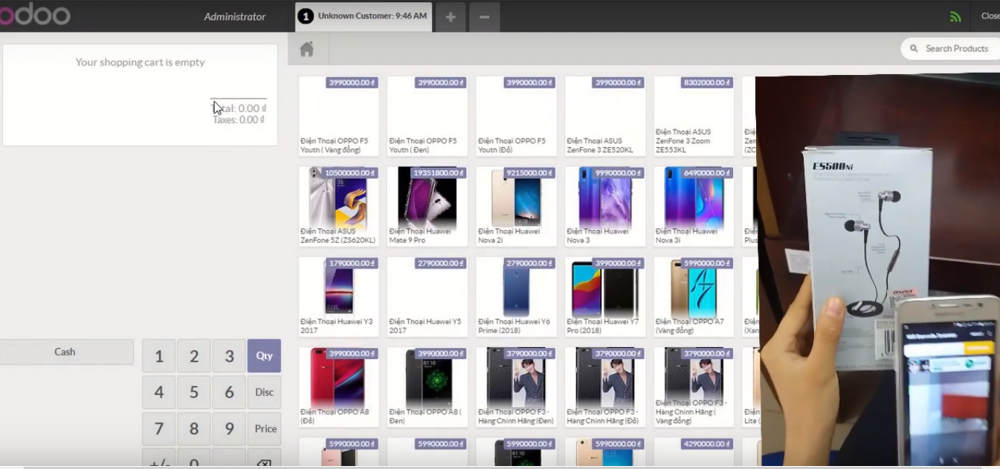 odoo
Administrator
1 Unknown Customer: 9:46 AM
+
−
Close
Your shopping cart is empty
Total: 0.00 ₫
Taxes: 0.00 ₫
Search Products
3990000.00 ₫
Điện Thoại OPPO F5
Youth ( Vàng đồng)
3990000.00 ₫
Điện Thoại OPPO F5
Youth ( Đen)
3990000.00 ₫
Điện Thoại OPPO F5
Youth (Đỏ)
3990000.00 ₫
Điện Thoại ASUS
ZenFone 3 ZE520KL
8302000.00 ₫
Điện Thoại ASUS
ZenFone 3 Zoom
ZE553KL
10500000.00 ₫
Điện Thoại ASUS
ZenFone 5Z (ZS620KL)
19351800.00 ₫
Điện Thoại Huawei
Mate 9 Pro
9215000.00 ₫
Điện Thoại Huawei
Nova 2i
9990000.00 ₫
Điện Thoại Huawei
Nova 3
6490000.00 ₫
Điện Thoại Huawei
Nova 3i
Plus
1790000.00 ₫
Điện Thoại Huawei Y3
2017
2790000.00 ₫
Điện Thoại Huawei Y5
2017
2790000.00 ₫
Điện Thoại Huawei Y6
Prime (2018)
3990000.00 ₫
Điện Thoại Huawei Y7
Pro (2018)
5990000.00 ₫
A7
Điện Thoại OPPO A7
(Vàng đồng)
3990000.00 ₫
Điện Thoại OPPO A8
(Đỏ)
3990000.00 ₫
01:10
Điện Thoại OPPO A8 (
Đen)
3790000.00 ₫
Điện Thoại OPPO F3 -
Hàng Chính Hãng (Đen)
3790000.00 ₫
Điện Thoại OPPO F3 -
Hàng Chính Hãng (Đỏ)
3790000.00 ₫
Điện Thoại OPPO F3 -
Hàng Chính Hãng (
Vàng đồng)
Lite (
5990000.00 ₫
5990000.00 ₫
5990000.00 ₫
01:10
5990000.00 ₫
4290000.00 ₫
Cash
1 2 3 Qty
4 5 6 Disc
7 8 9 Price
+/- 0
ES500Ni
awei